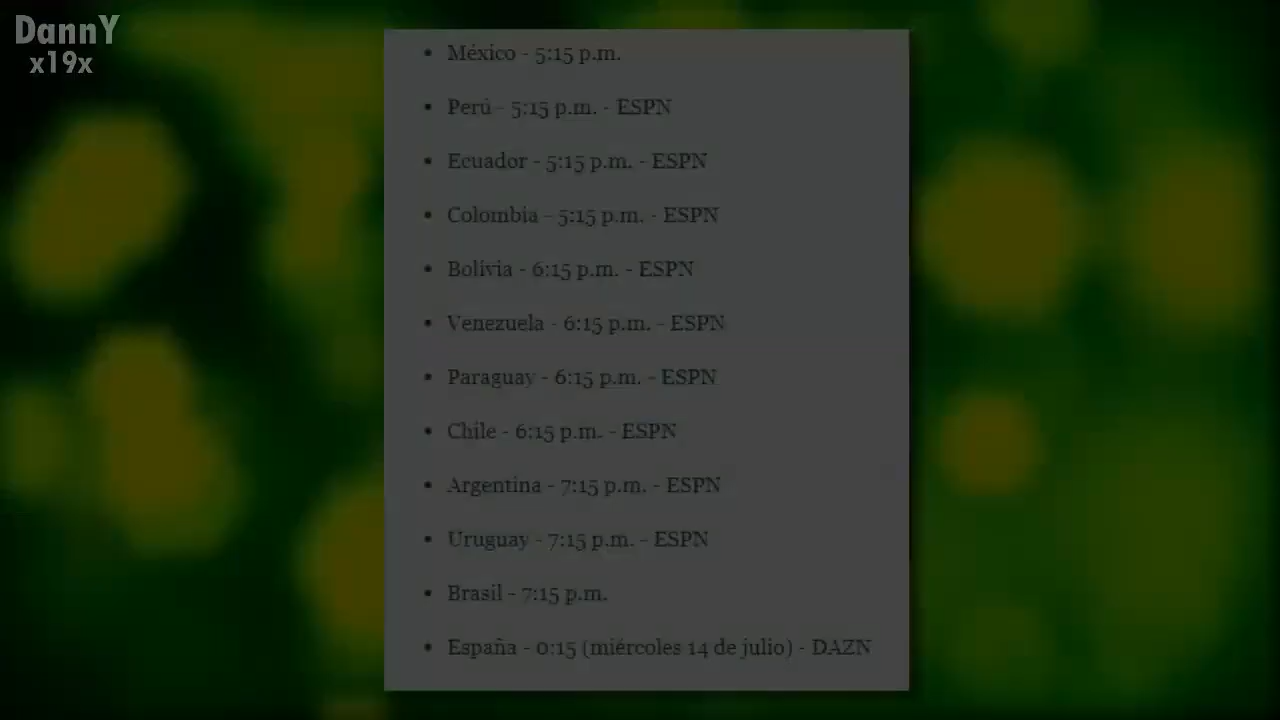 DannY
x19x
• México - 5:15 p.m.
• Perú - 5:15 p.m. - ESPN
• Ecuador - 5:15 p.m. - ESPN
• Colombia - 5:15 p.m. - ESPN
• Bolivia - 6:15 p.m. - ESPN
• Venezuela - 6:15 p.m. - ESPN
• Paraguay - 6:15 p.m. - ESPN
• Chile - 6:15 p.m. - ESPN
• Argentina - 7:15 p.m. - ESPN
• Uruguay - 7:15 p.m. - ESPN
• Brasil - 7:15 p.m.
• España - 0:15 (miércoles 14 de julio) - DAZN